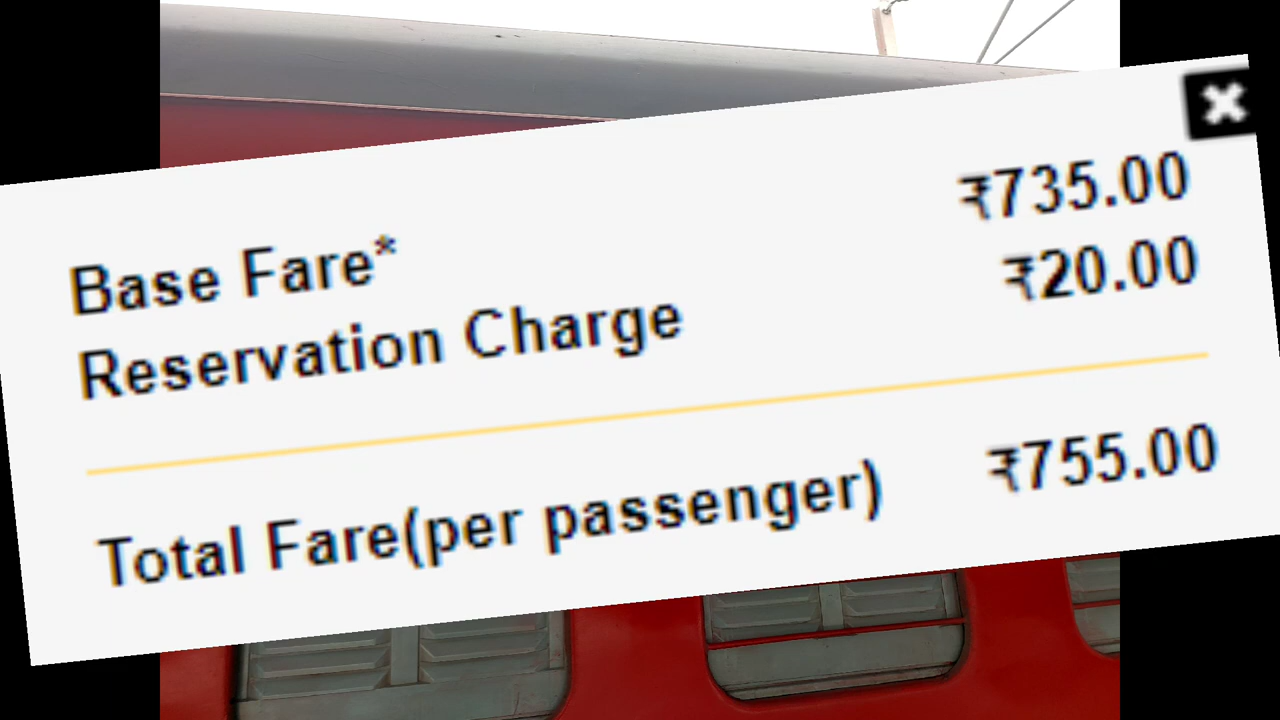 Base Fare* ₹735.00
Reservation Charge ₹20.00
Total Fare(per passenger) ₹755.00